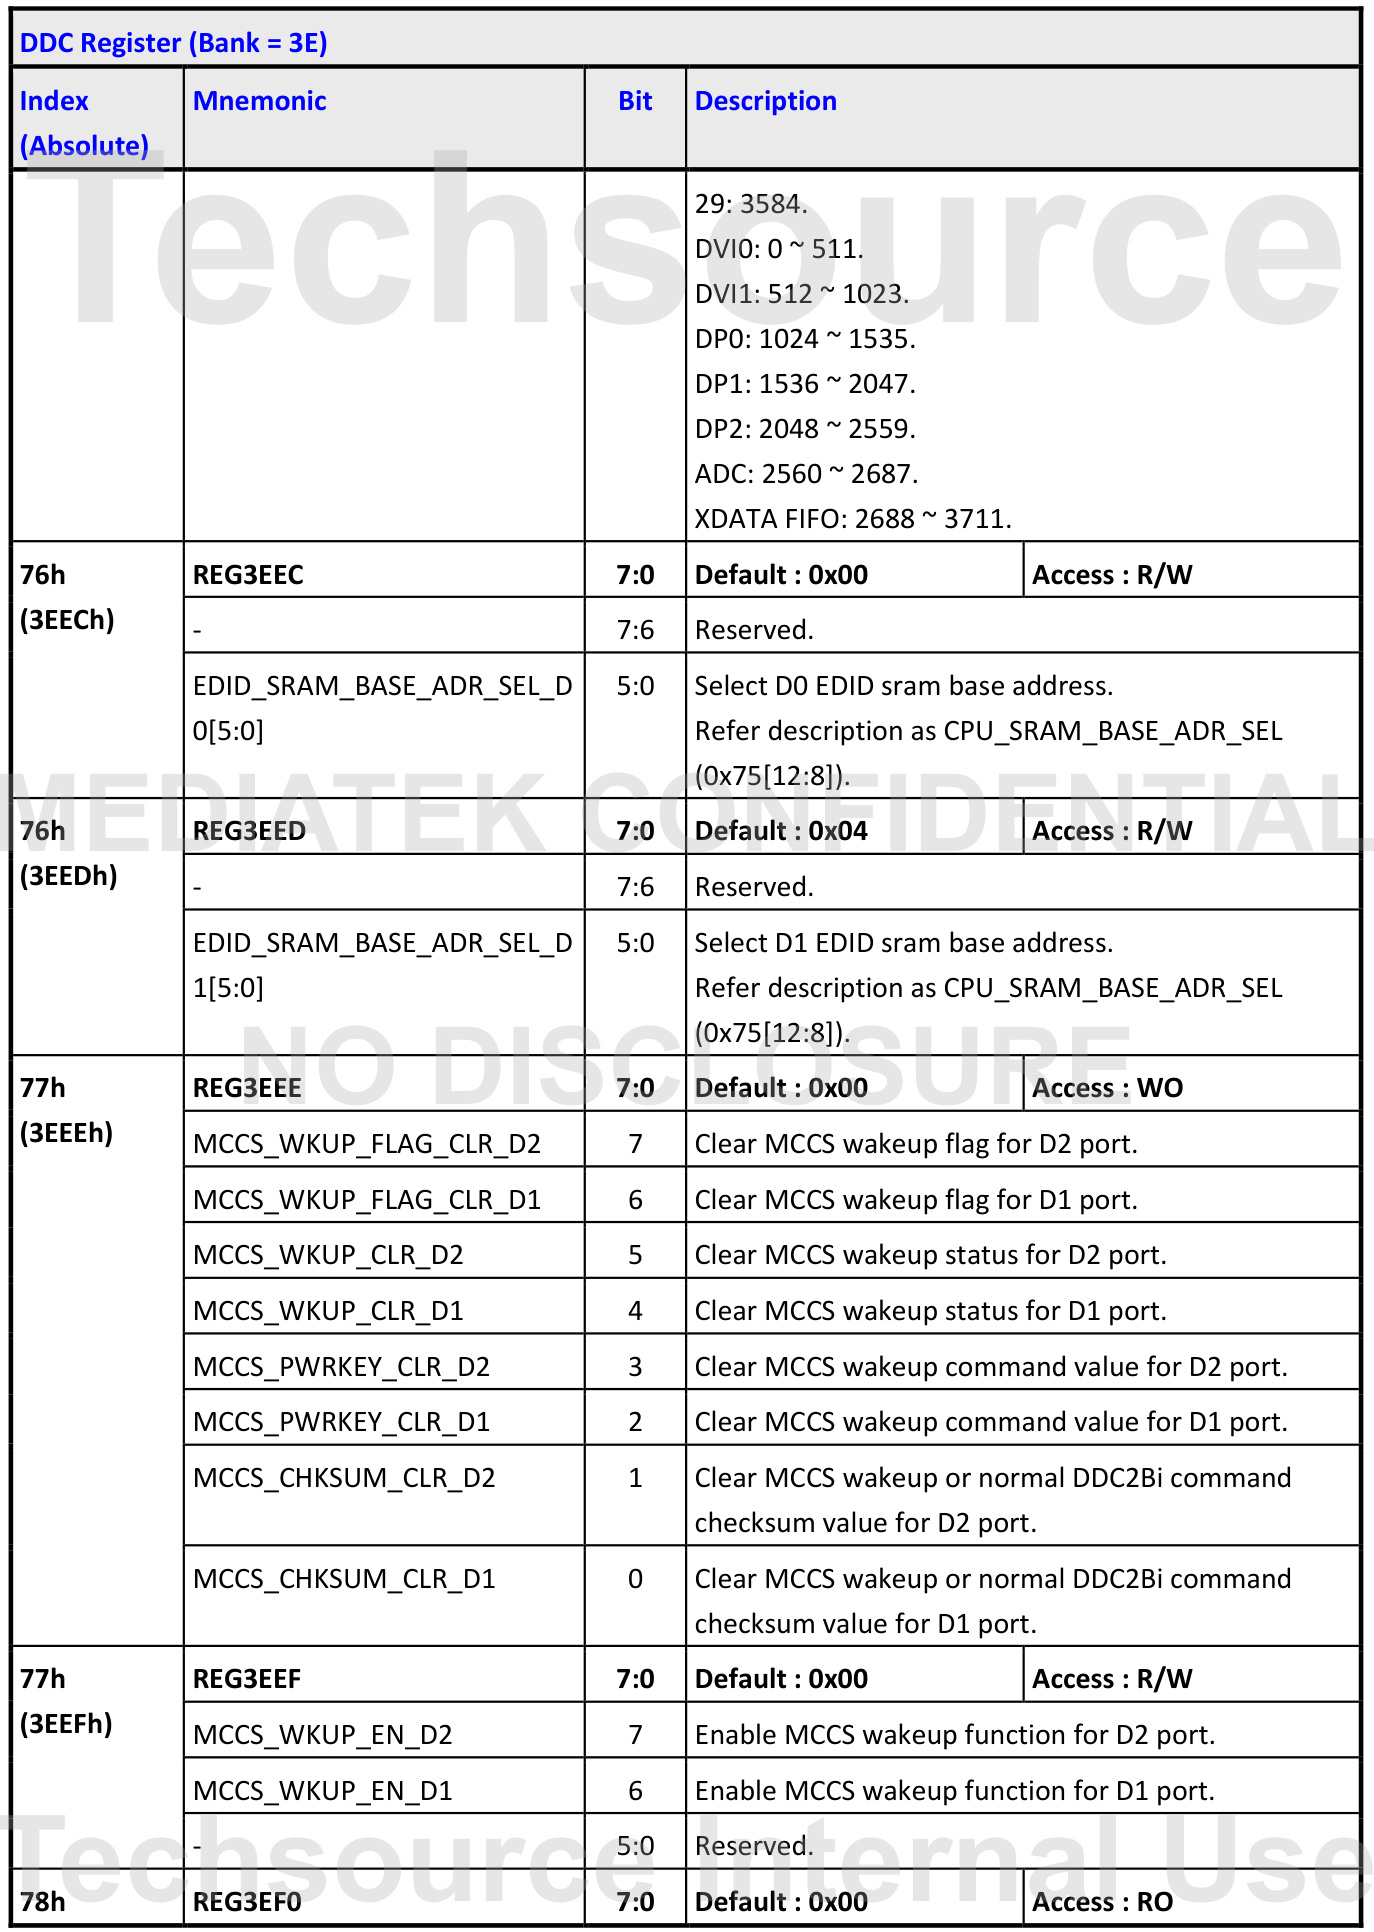 DDC Register (Bank = 3E)
Index (Absolute) Mnemonic Bit Description
29: 3584.
DVI0: 0 ~ 511.
DVI1: 512 ~ 1023.
DP0: 1024 ~ 1535.
DP1: 1536 ~ 2047.
DP2: 2048 ~ 2559.
ADC: 2560 ~ 2687.
XDATA FIFO: 2688 ~ 3711.
76h REG3EEC 7:0 Default : 0x00 Access : R/W
(3EECh)
- 7:6 Reserved.
EDID_SRAM_BASE_ADR_SEL_D 5:0 Select D0 EDID sram base address.
0[5:0] Refer description as CPU_SRAM_BASE_ADR_SEL
(0x75[12:8]).
76h REG3EED 7:0 Default : 0x04 Access : R/W
(3EEDh)
- 7:6 Reserved.
EDID_SRAM_BASE_ADR_SEL_D 5:0 Select D1 EDID sram base address.
1[5:0] Refer description as CPU_SRAM_BASE_ADR_SEL
(0x75[12:8]).
77h REG3EEE 7:0 Default : 0x00 Access : WO
(3EEEh)
MCCS_WKUP_FLAG_CLR_D2 7 Clear MCCS wakeup flag for D2 port.
MCCS_WKUP_FLAG_CLR_D1 6 Clear MCCS wakeup flag for D1 port.
MCCS_WKUP_CLR_D2 5 Clear MCCS wakeup status for D2 port.
MCCS_WKUP_CLR_D1 4 Clear MCCS wakeup status for D1 port.
MCCS_PWRKEY_CLR_D2 3 Clear MCCS wakeup command value for D2 port.
MCCS_PWRKEY_CLR_D1 2 Clear MCCS wakeup command value for D1 port.
MCCS_CHKSUM_CLR_D2 1 Clear MCCS wakeup or normal DDC2Bi command
checksum value for D2 port.
MCCS_CHKSUM_CLR_D1 0 Clear MCCS wakeup or normal DDC2Bi command
checksum value for D1 port.
77h REG3EEF 7:0 Default : 0x00 Access : R/W
(3EEFh)
MCCS_WKUP_EN_D2 7 Enable MCCS wakeup function for D2 port.
MCCS_WKUP_EN_D1 6 Enable MCCS wakeup function for D1 port.
- 5:0 Reserved.
78h REG3EF0 7:0 Default : 0x00 Access : RO
Techsource
MEDIATEK CONFIDENTIAL
NO DISCLOSURE
Techsource Internal Use